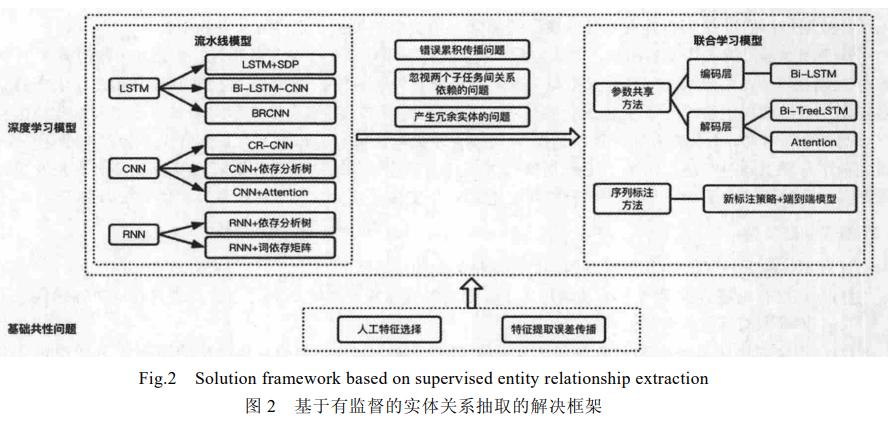 流水线模型
LSTM
LSTM+SDP
Bi-LSTM-CNN
BRCNN
CNN
CR-CNN
CNN+依存分析树
CNN+Attention
RNN
RNN+依存分析树
RNN+词依存矩阵
深度学习模型
错误累积传播问题
忽视两个子任务间关系
依赖的问题
产生冗余实体的问题
联合学习模型
参数共享
方法
编码层
Bi-LSTM
解码层
Bi-TreeLSTM
Attention
序列标注
方法
新标注策略+端到端模型
基础共性问题
人工特征选择
特征提取误差传播
Fig.2 Solution framework based on supervised entity relationship extraction
图 2 基于有监督的实体关系抽取的解决框架